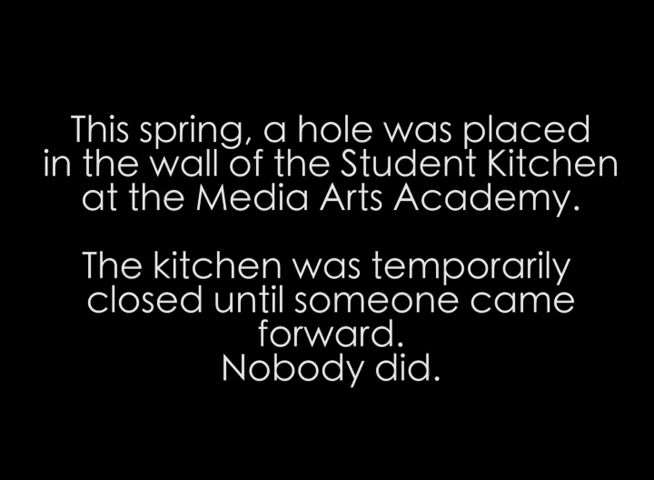 This spring, a hole was placed
in the wall of the Student Kitchen
at the Media Arts Academy.
The kitchen was temporarily
closed until someone came
forward.
Nobody did.